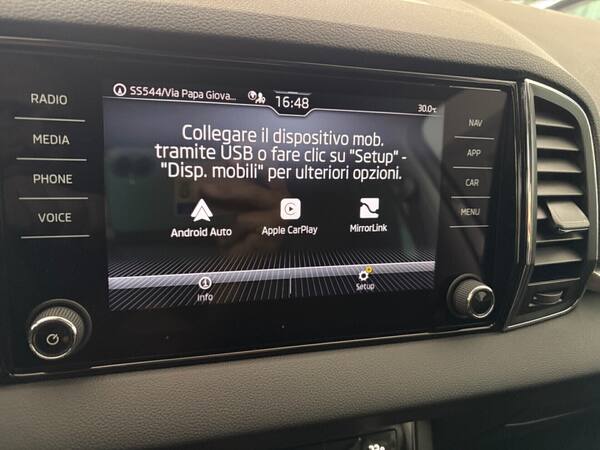 RADIO
MEDIA
PHONE
VOICE
SS544/Via Papa Giova...
16:48
30.0°C
Collegare il dispositivo mob.
tramite USB o fare clic su "Setup" -
"Disp. mobili" per ulteriori opzioni.
Android Auto
Apple CarPlay
MirrorLink
Info
Setup
NAV
APP
CAR
MENU